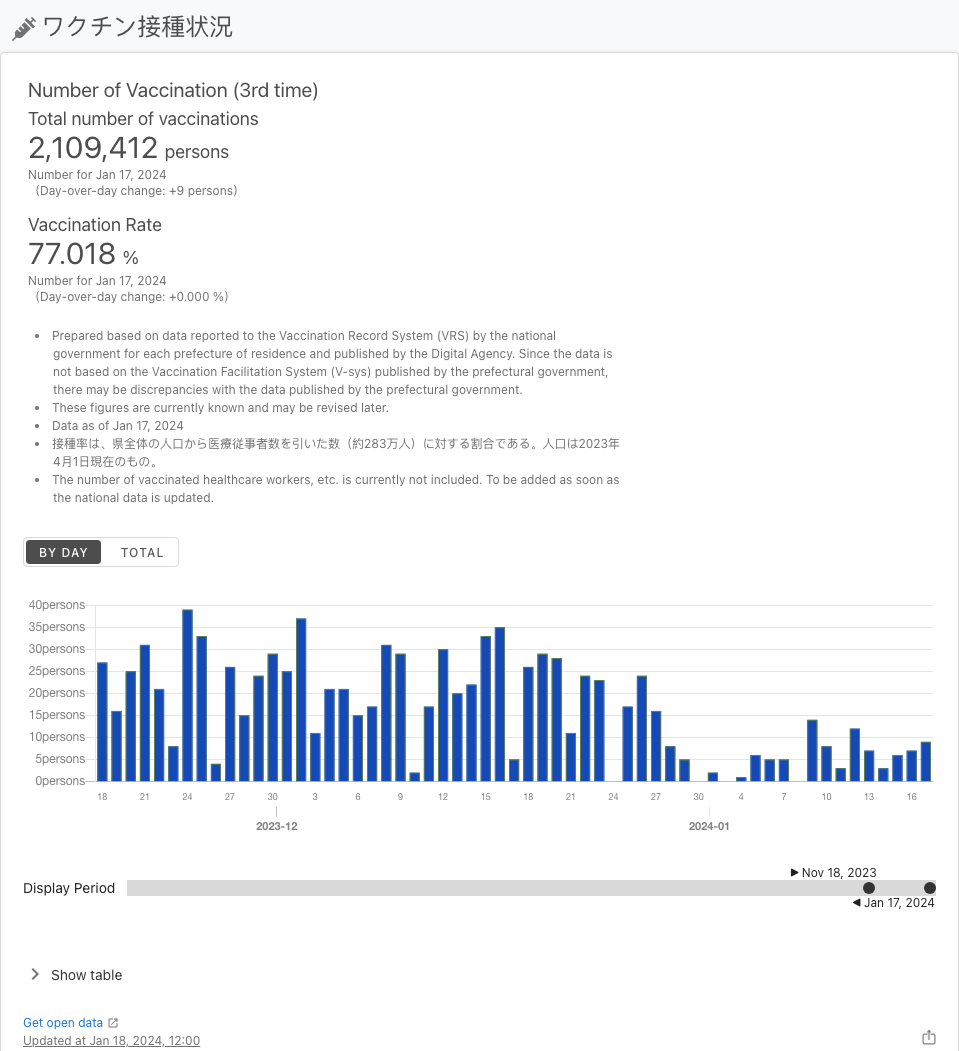 ワクチン接種状況
Number of Vaccination (3rd time)
Total number of vaccinations
2,109,412 persons
Number for Jan 17, 2024
(Day-over-day change: +9 persons)
Vaccination Rate
77.018 %
Number for Jan 17, 2024
(Day-over-day change: +0.000 %)
• Prepared based on data reported to the Vaccination Record System (VRS) by the national
government for each prefecture of residence and published by the Digital Agency. Since the data is
not based on the Vaccination Facilitation System (V-sys) published by the prefectural government,
there may be discrepancies with the data published by the prefectural government.
• These figures are currently known and may be revised later.
• Data as of Jan 17, 2024
• 接種率は、県全体の人口から医療従事者数を引いた数（約283万人）に対する割合である。人口は2023年
4月1日現在のもの。
• The number of vaccinated healthcare workers, etc. is currently not included. To be added as soon as
the national data is updated.
BY DAY TOTAL
40persons
35persons
30persons
25persons
20persons
15persons
10persons
5persons
0persons
18 21 24 27 30 3 6 9 12 15 18 21 24 27 30 4 7 10 13 16
2023-12 2024-01
Nov 18, 2023
Display Period
Jan 17, 2024
Show table
Get open data
Updated at Jan 18, 2024, 12:00